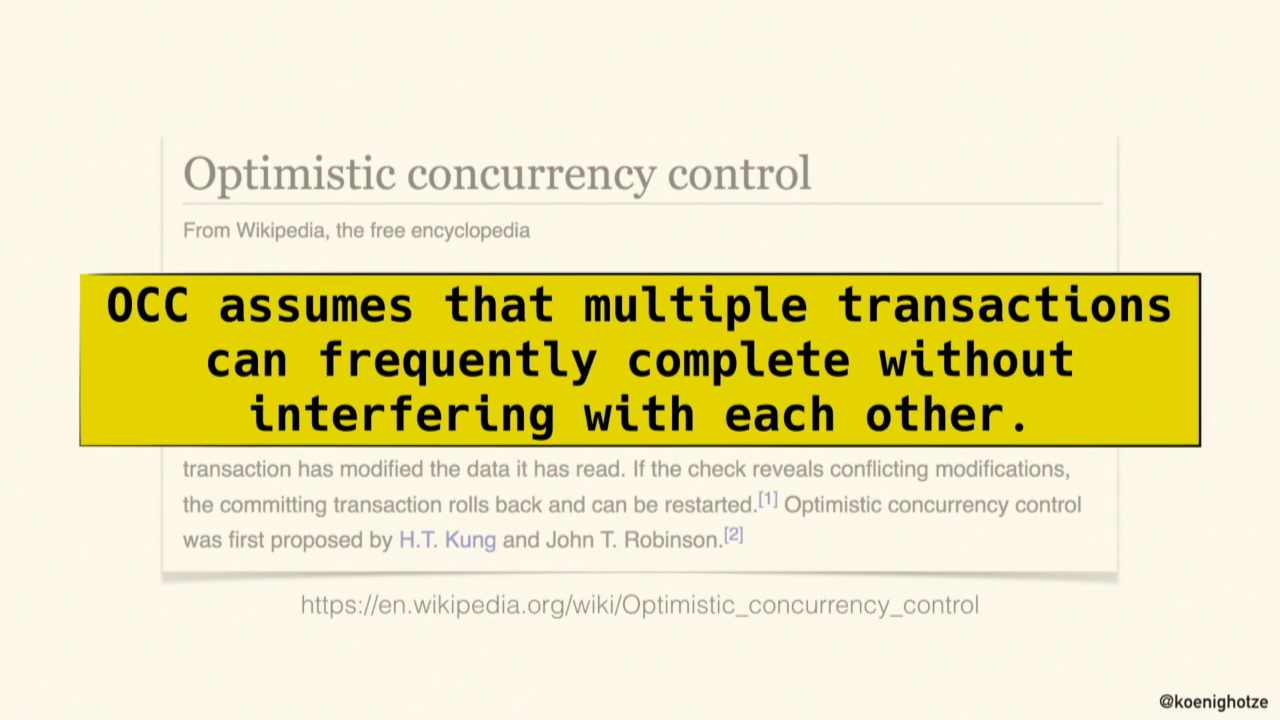 Optimistic concurrency control
From Wikipedia, the free encyclopedia
OCC assumes that multiple transactions
can frequently complete without
interfering with each other.
transaction has modified the data it has read. If the check reveals conflicting modifications,
the committing transaction rolls back and can be restarted.[1] Optimistic concurrency control
was first proposed by H.T. Kung and John T. Robinson.[2]
https://en.wikipedia.org/wiki/Optimistic_concurrency_control
@koenighotze